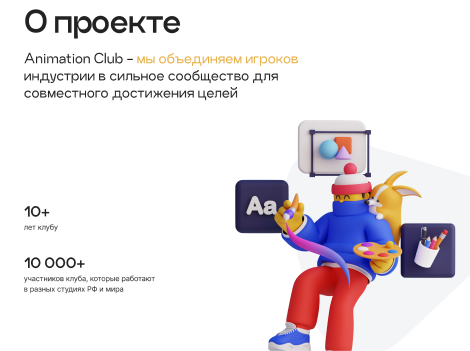 О проекте
Animation Club – мы объединяем игроков
индустрии в сильное сообщество для
совместного достижения целей
10+
лет клубу
Aa
10 000+
участников клуба, которые работают
в разных студиях РФ и мира